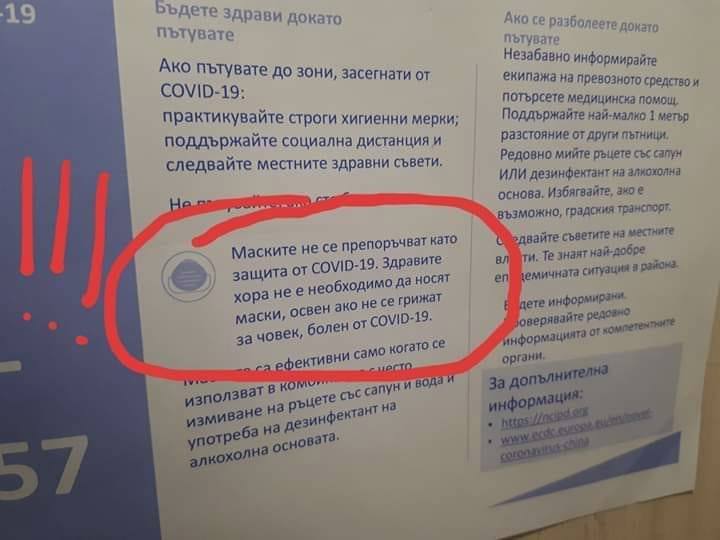 -19
57
Бъдете здрави докато
пътувате
Ако пътувате до зони, засегнати от
COVID-19:
практикувайте строги хигиенни мерки;
поддържайте социална дистанция и
следвайте местните здравни съвети.
Не
Маските не се препоръчват като
защита от COVID-19. Здравите
хора не е необходимо да носят
маски, освен ако не се грижат
за човек, болен от COVID-19.
са ефективни само когато се
използват в с често
измиване на ръцете със сапун и вода и
употреба на дезинфектант на
алкохолна основата.
Ако се разболеете докато
пътувате
Незабавно информирайте
екипажа на превозното средство и
потърсете медицинска помощ.
Поддържайте най-малко 1 метър
разстояние от други пътници.
Редовно мийте ръцете със сапун
ИЛИ дезинфектант на алкохолна
основа. Избягвайте, ако е
възможно, градския транспорт.
Следвайте съветите на местните
власти. Те знаят най-добре
епидемичната ситуация в района.
Бъдете информирани.
Проверявайте редовно
информацията от компетентните
органи.
За допълнителна
информация:
• https://ncipd.org
• www.ecdc.europa.eu/en/novel-
coronavirus-china
!!!